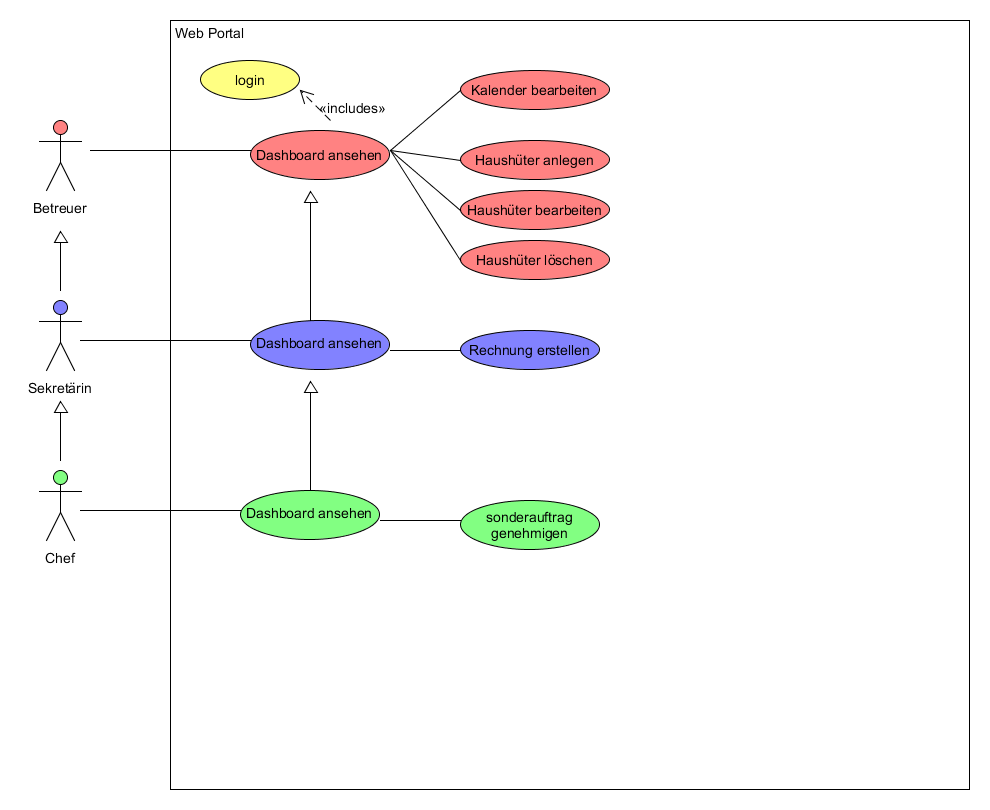 Web Portal
login
«includes»
Kalender bearbeiten
Dashboard ansehen
Haushüter anlegen
Haushüter bearbeiten
Haushüter löschen
Betreuer
Dashboard ansehen
Rechnung erstellen
Sekretärin
Dashboard ansehen
sonderauftrag
genehmigen
Chef